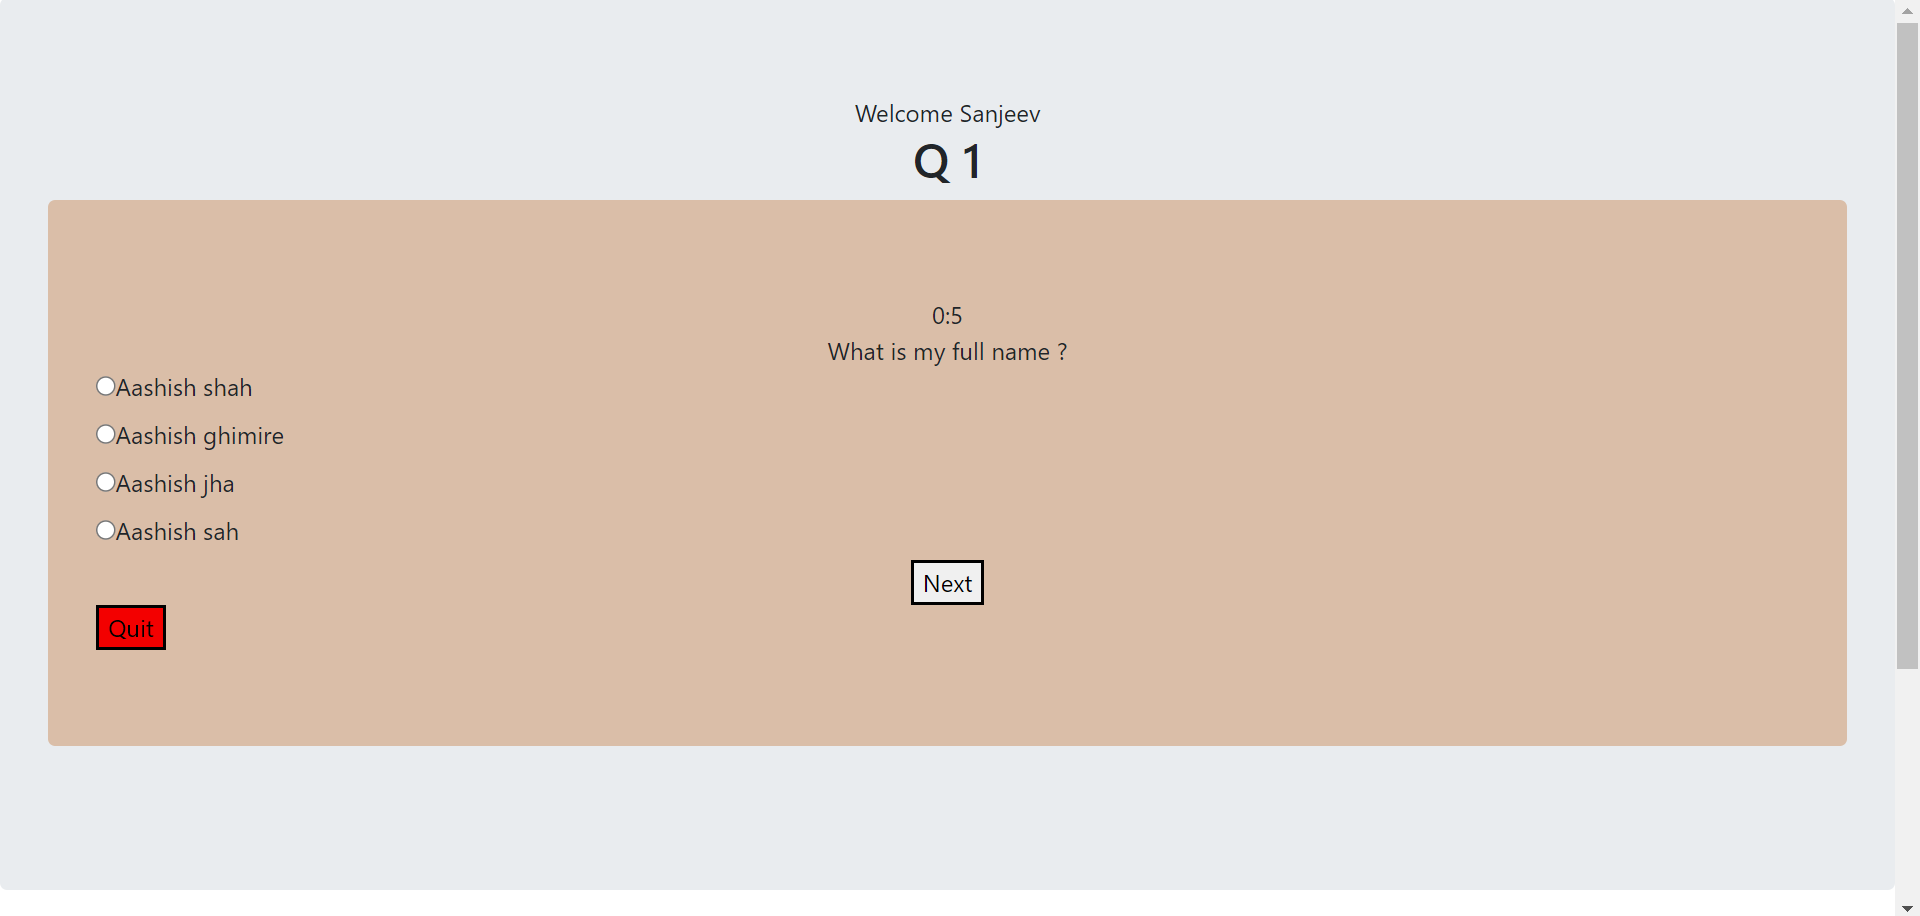 Welcome Sanjeev
Q 1
0:5
What is my full name ?
Aashish shah
Aashish ghimire
Aashish jha
Aashish sah
Next
Quit